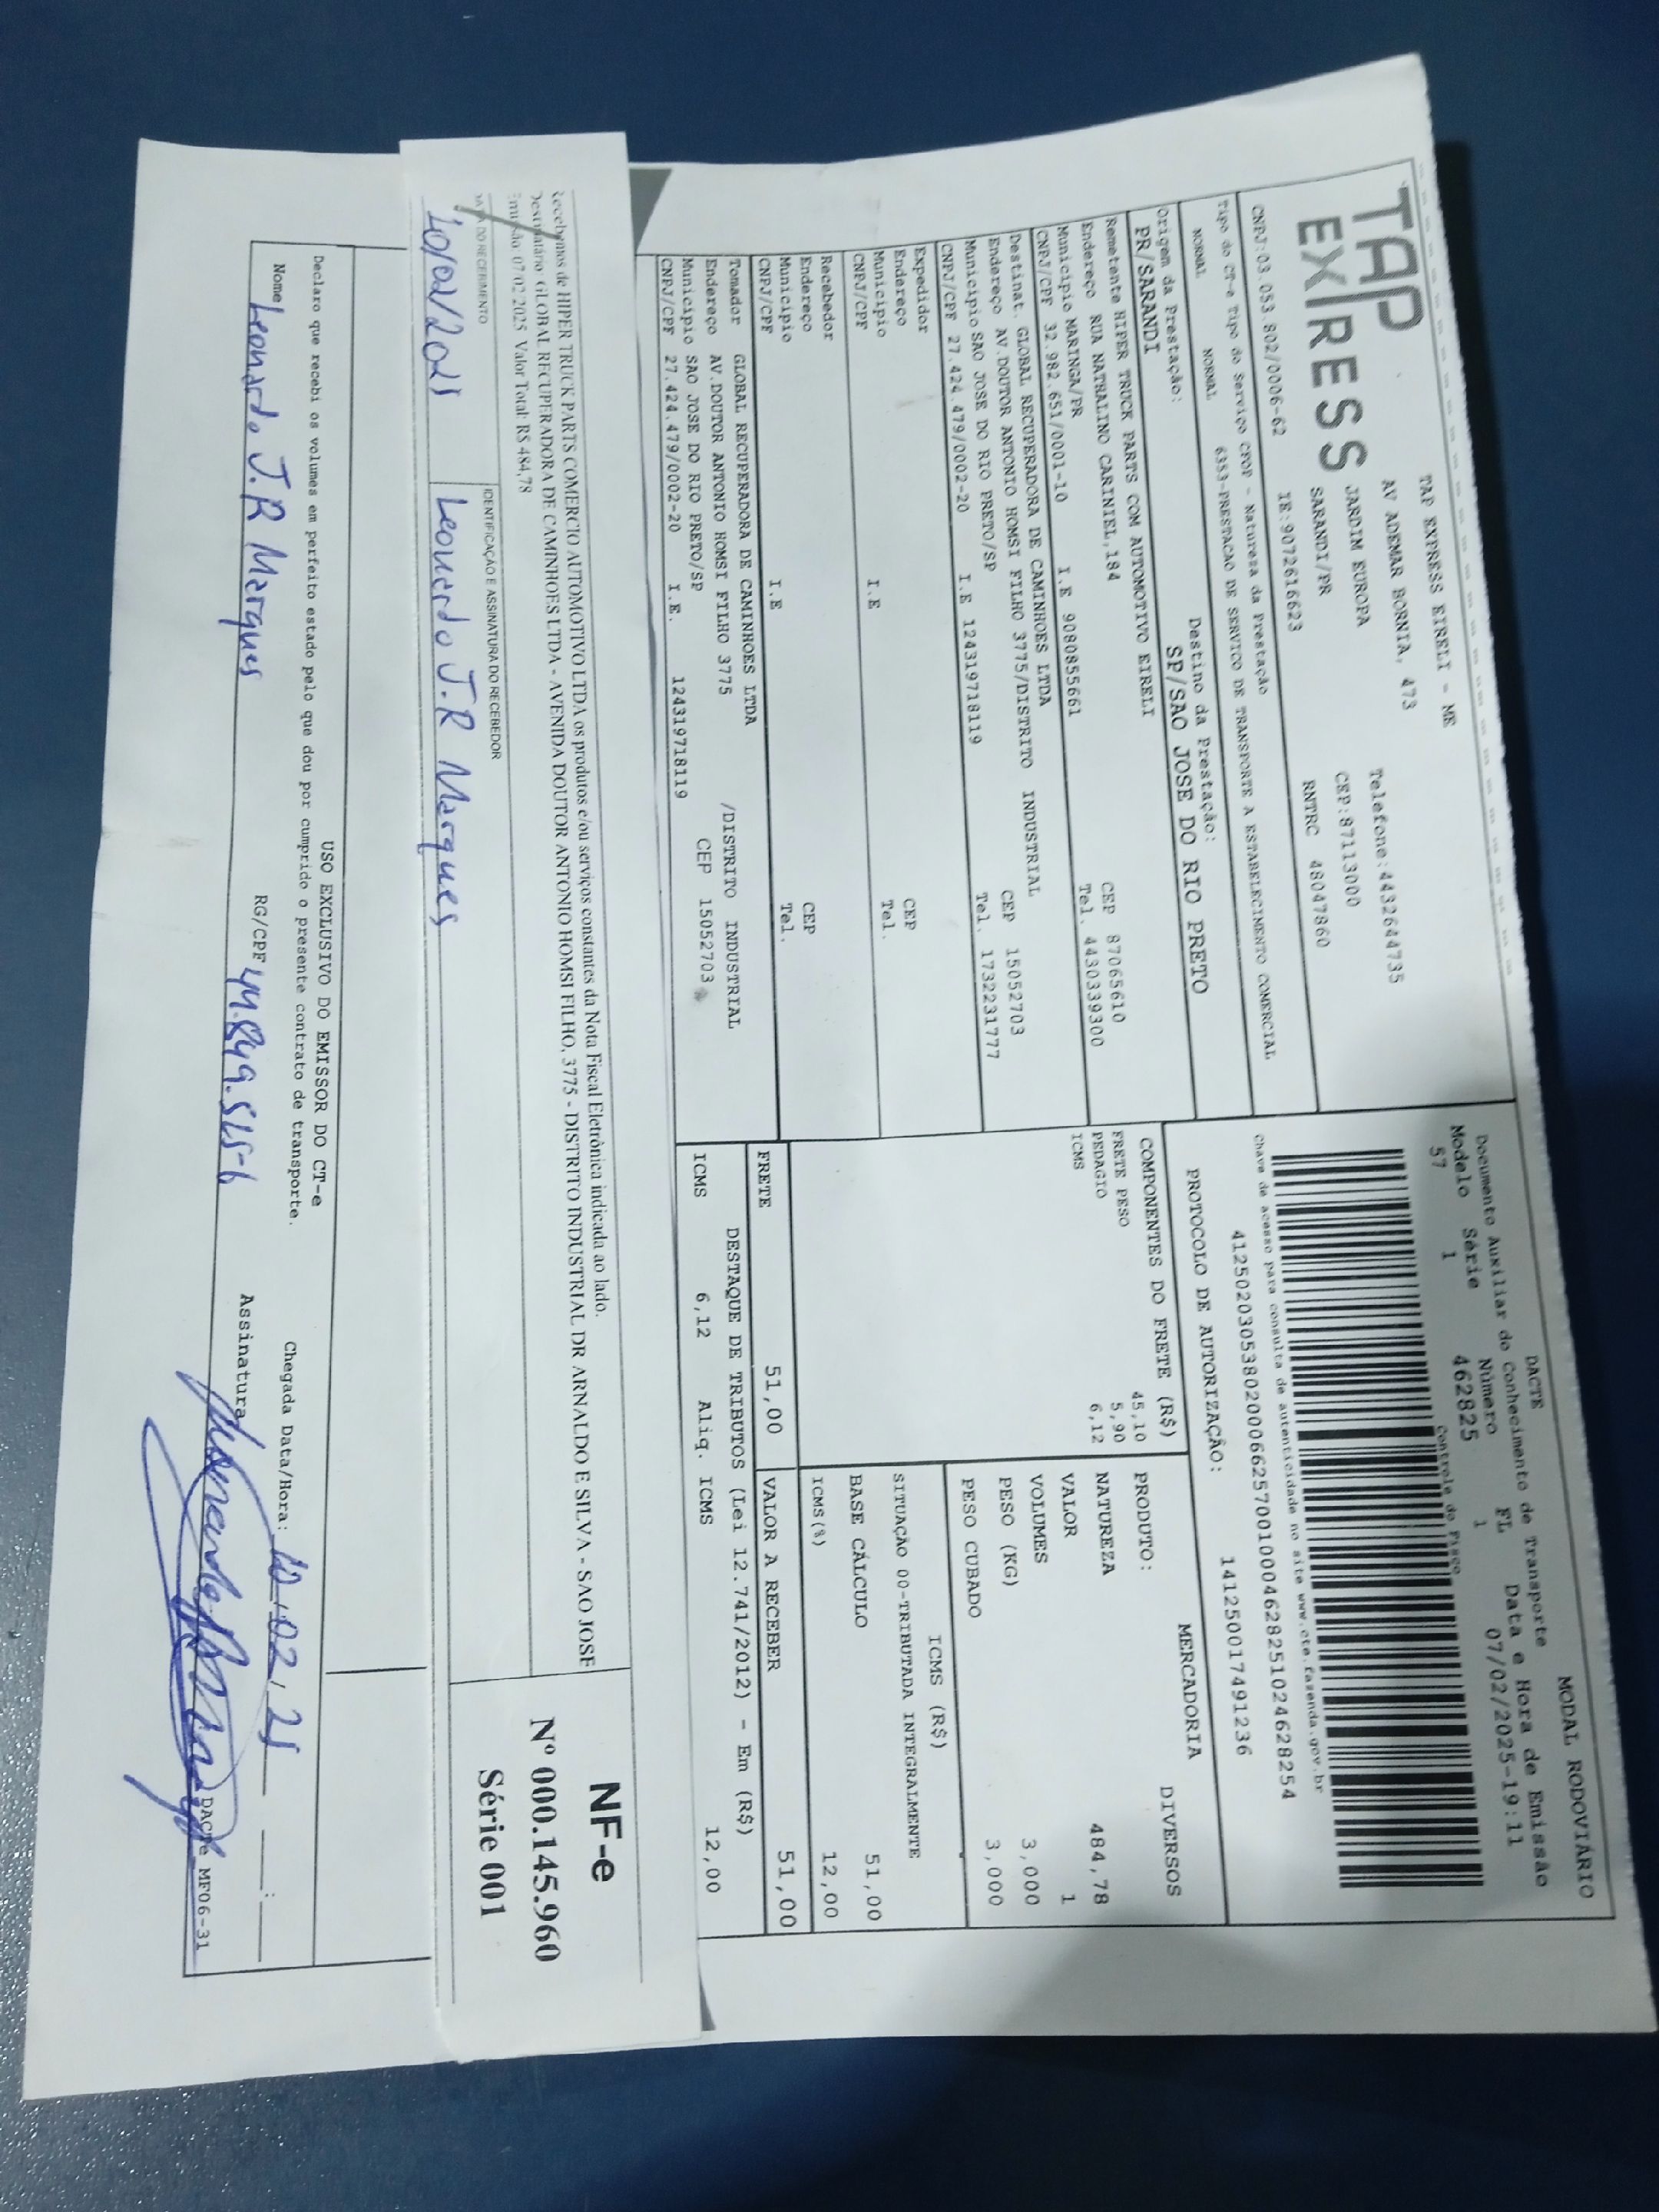 TAP
EXPRESS
TAP EXPRESS EIRELI - ME
AV ADEMAR BORNIA, 473
JARDIM EUROPA
SARANDI/PR
Telefone:4432644735
CEP:87113000
RNTRC 48047860
CNPJ:03.053.802/0006-62 IE:9072616623
Tipo do CT-e Tipo do Serviço CFOP - Natureza da Prestação
NORMAL NORMAL 6353-PRESTACAO DE SERVICO DE TRANSPORTE A ESTABELECIMENTO COMERCIAL
Origem da Prestação: Destino da Prestação:
PR/SARANDI SP/SAO JOSE DO RIO PRETO
Remetente HIPER TRUCK PARTS COM AUTOMOTIVO EIRELI
Endereço RUA NATHALINO CARINIEL,184 CEP 87065610
Município MARINGA/PR Tel. 4430339300
CNPJ/CPF 32.982.651/0001-10 I.E 9080855661
Destinat. GLOBAL RECUPERADORA DE CAMINHOES LTDA
Endereço AV.DOUTOR ANTONIO HOMSI FILHO 3775/DISTRITO INDUSTRIAL CEP 15052703
Município SAO JOSE DO RIO PRETO/SP Tel. 1732231777
CNPJ/CPF 27.424.479/0002-20 I.E 124319718119
Expedidor
Endereço CEP
Município Tel.
CNPJ/CPF I.E
Recebedor
Endereço CEP
Município Tel.
CNPJ/CPF I.E
Tomador GLOBAL RECUPERADORA DE CAMINHOES LTDA
Endereço AV.DOUTOR ANTONIO HOMSI FILHO 3775 /DISTRITO INDUSTRIAL
Município SAO JOSE DO RIO PRETO/SP CEP 15052703
CNPJ/CPF 27.424.479/0002-20 I.E. 124319718119
DACTE MODAL RODOVIÁRIO
Documento Auxiliar do Conhecimento de Transporte
Modelo Série Número FL Data e Hora de Emissão
57 1 462825 1 07/02/2025-19:11
Controle do Fisco
Chave de acesso para consulta de autenticidade no site www.cte.fazenda.gov.br
41250203053802000662570010004628251024628254
PROTOCOLO DE AUTORIZAÇÃO: 141250017491236
COMPONENTES DO FRETE (R$)
FRETE PESO 45,10
PEDAGIO 5,90
ICMS 6,12
MERCADORIA
PRODUTO: DIVERSOS
NATUREZA
VALOR 484,78
VOLUMES 1
PESO (KG) 3,000
PESO CUBADO 3,000
ICMS (R$)
SITUAÇÃO 00-TRIBUTADA INTEGRALMENTE
BASE CÁLCULO 51,00
ICMS(%) 12,00
FRETE 51,00 VALOR A RECEBER 51,00
DESTAQUE DE TRIBUTOS (Lei 12.741/2012) - Em (R$)
ICMS 6,12 Aliq. ICMS 12,00
Recebemos de HIPER TRUCK PARTS COMERCIO AUTOMOTIVO LTDA os produtos e/ou serviços constantes da Nota Fiscal Eletrônica indicada ao lado.
Destinatário: GLOBAL RECUPERADORA DE CAMINHOES LTDA - AVENIDA DOUTOR ANTONIO HOMSI FILHO, 3775 - DISTRITO INDUSTRIAL DR ARNALDO E SILVA - SAO JOSE
Emissão 07/02/2025 Valor Total: R$ 484,78
DATA DO RECEBIMENTO IDENTIFICAÇÃO E ASSINATURA DO RECEBEDOR
10/02/2025 Leonardo J.R Marques
NF-e
Nº 000.145.960
Série 001
USO EXCLUSIVO DO EMISSOR DO CT-e
Declaro que recebi os volumes em perfeito estado pelo que dou por cumprido o presente contrato de transporte.
Chegada Data/Hora: 10/02/25 :
Nome Leonardo J.R Marques RG/CPF 44.849.515-6 Assinatura
DACTE MF06-31